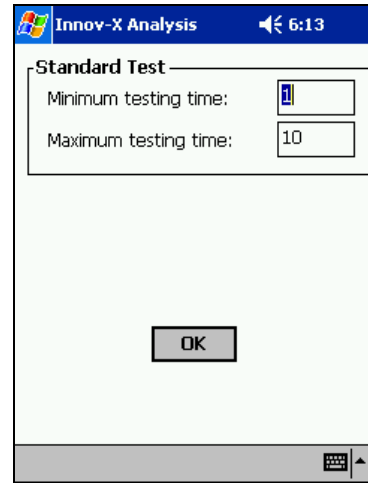 Innov-X Analysis 6:13
Standard Test
Minimum testing time: 1
Maximum testing time: 10
OK